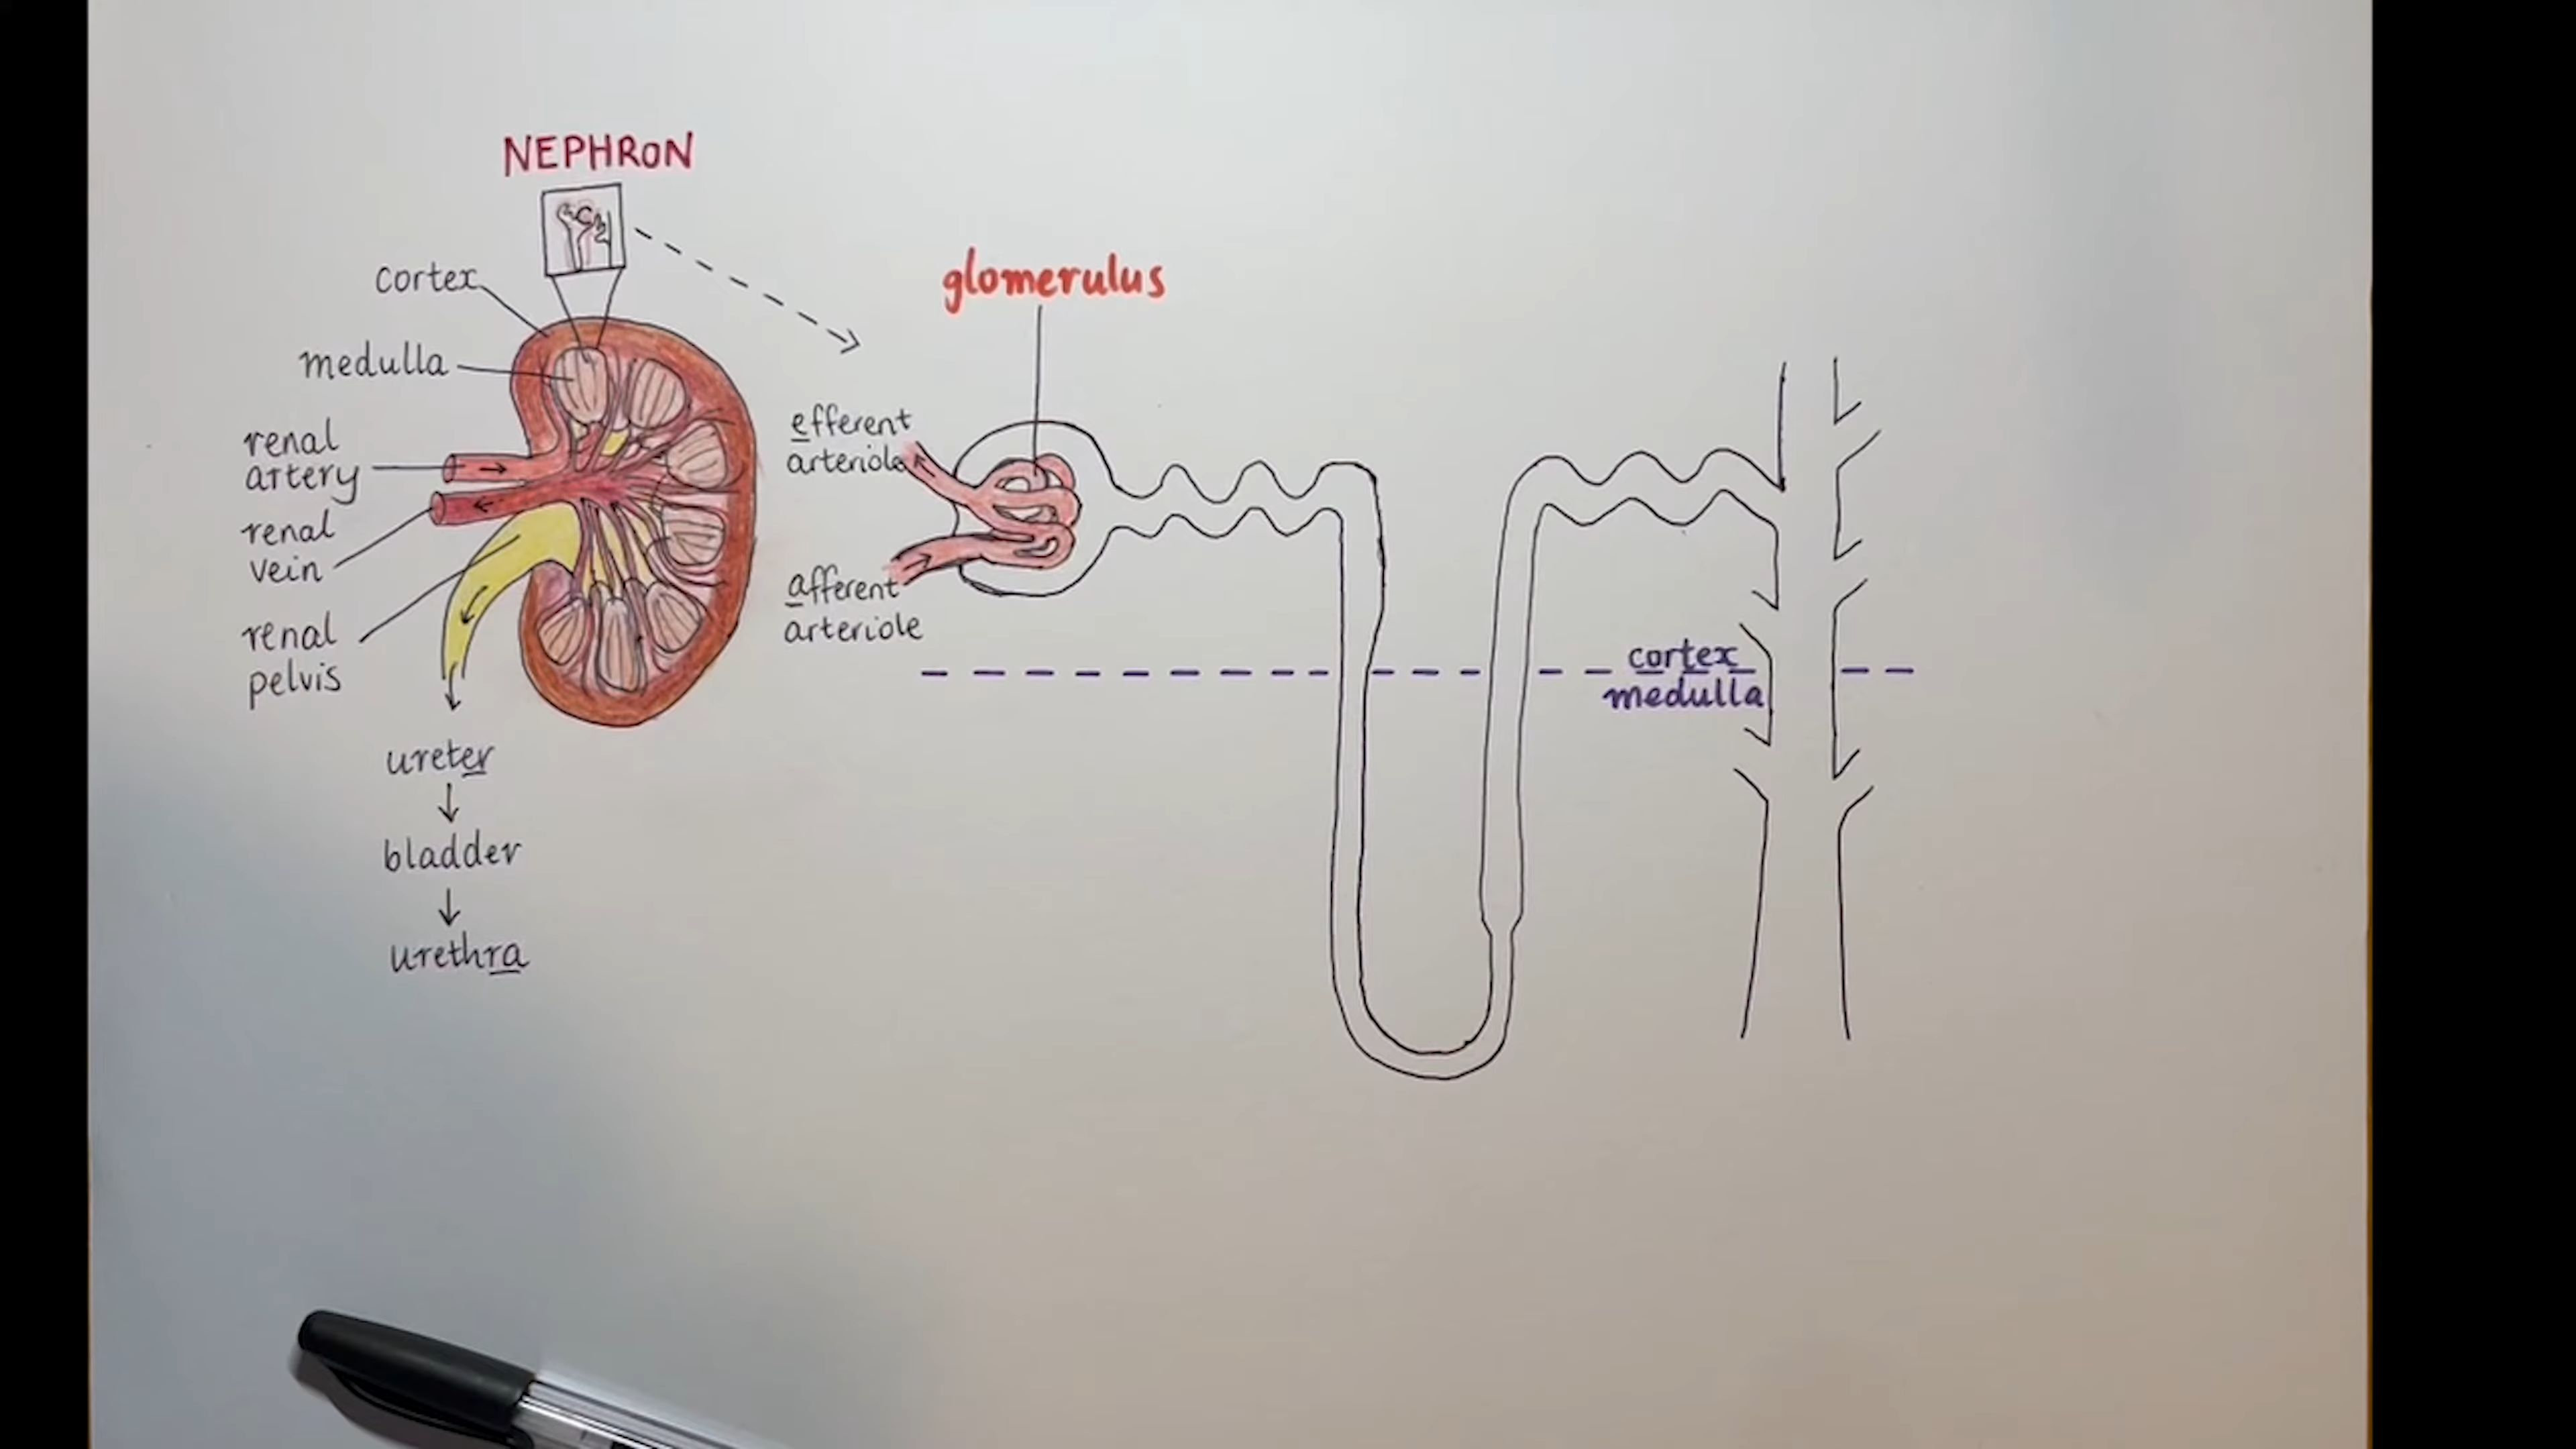 NEPHRON
cortex
medulla
renal
artery
renal
vein
renal
pelvis
ureter
bladder
urethra
glomerulus
efferent
arteriole
afferent
arteriole
cortex
medulla